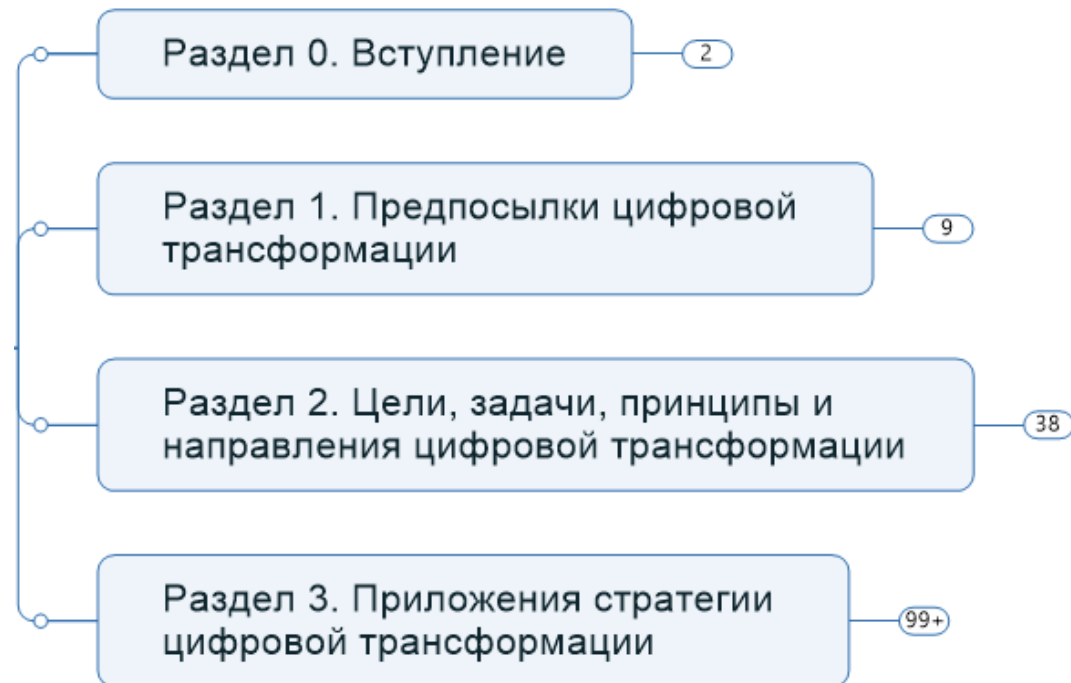 Раздел 0. Вступление
2
Раздел 1. Предпосылки цифровой
трансформации
9
Раздел 2. Цели, задачи, принципы и
направления цифровой трансформации
38
Раздел 3. Приложения стратегии
цифровой трансформации
99+